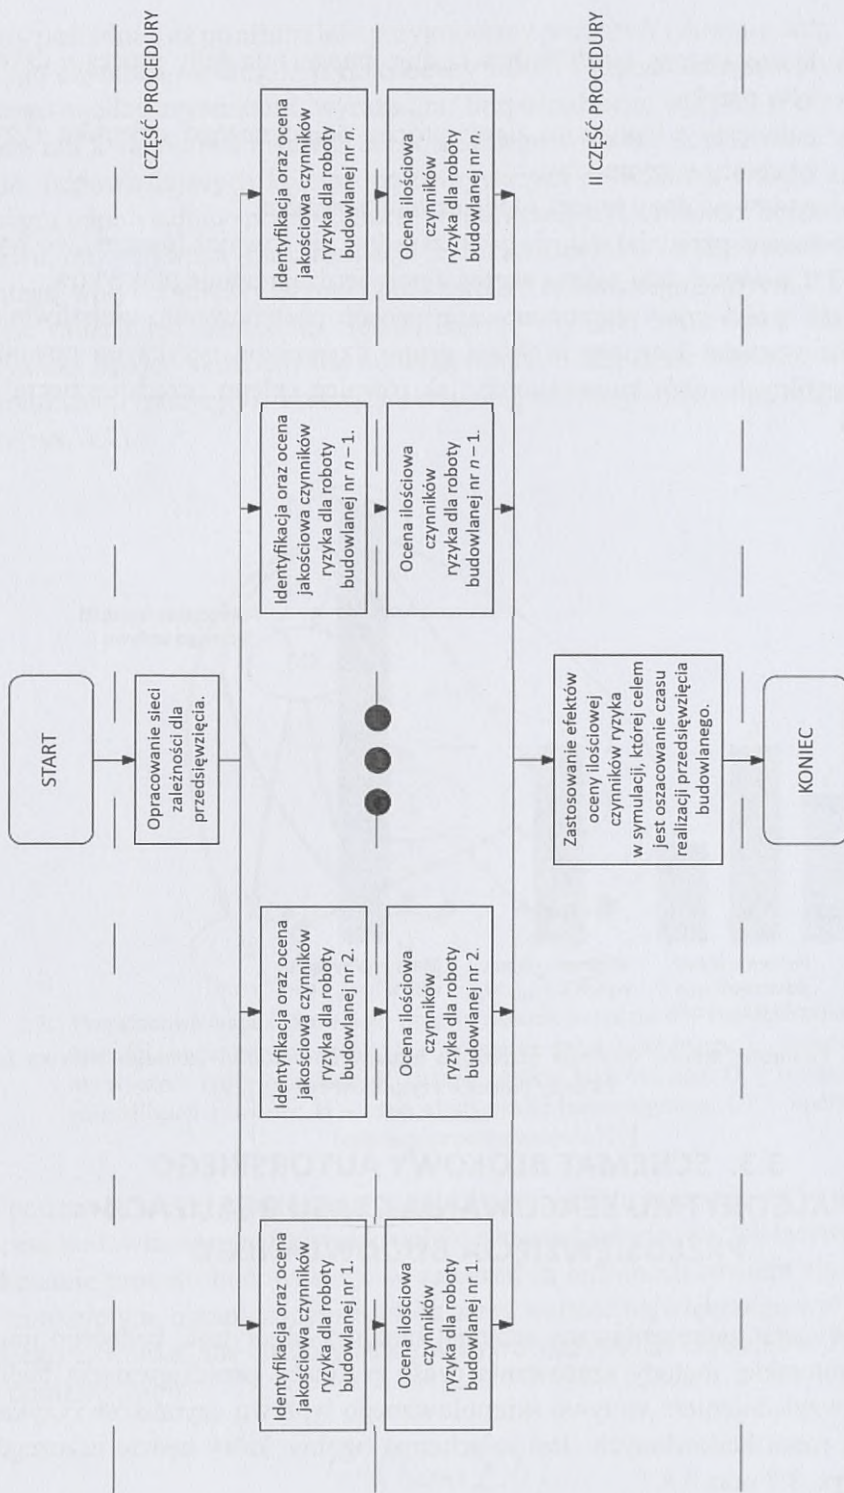 START
Opracowanie sieci
zależności dla
przedsięwzięcia.
I CZĘŚĆ PROCEDURY
Identyfikacja oraz ocena
jakościowa czynników
ryzyka dla roboty
budowlanej nr 1.
Identyfikacja oraz ocena
jakościowa czynników
ryzyka dla roboty
budowlanej nr 2.
Identyfikacja oraz ocena
jakościowa czynników
ryzyka dla roboty
budowlanej nr n – 1.
Identyfikacja oraz ocena
jakościowa czynników
ryzyka dla roboty
budowlanej nr n.
Ocena ilościowa
czynników
ryzyka dla roboty
budowlanej nr 1.
Ocena ilościowa
czynników
ryzyka dla roboty
budowlanej nr 2.
Ocena ilościowa
czynników
ryzyka dla roboty
budowlanej nr n – 1.
Ocena ilościowa
czynników
ryzyka dla roboty
budowlanej nr n.
II CZĘŚĆ PROCEDURY
Zastosowanie efektów
oceny ilościowej
czynników ryzyka
w symulacji, której celem
jest oszacowanie czasu
realizacji przedsięwzięcia
budowlanego.
KONIEC